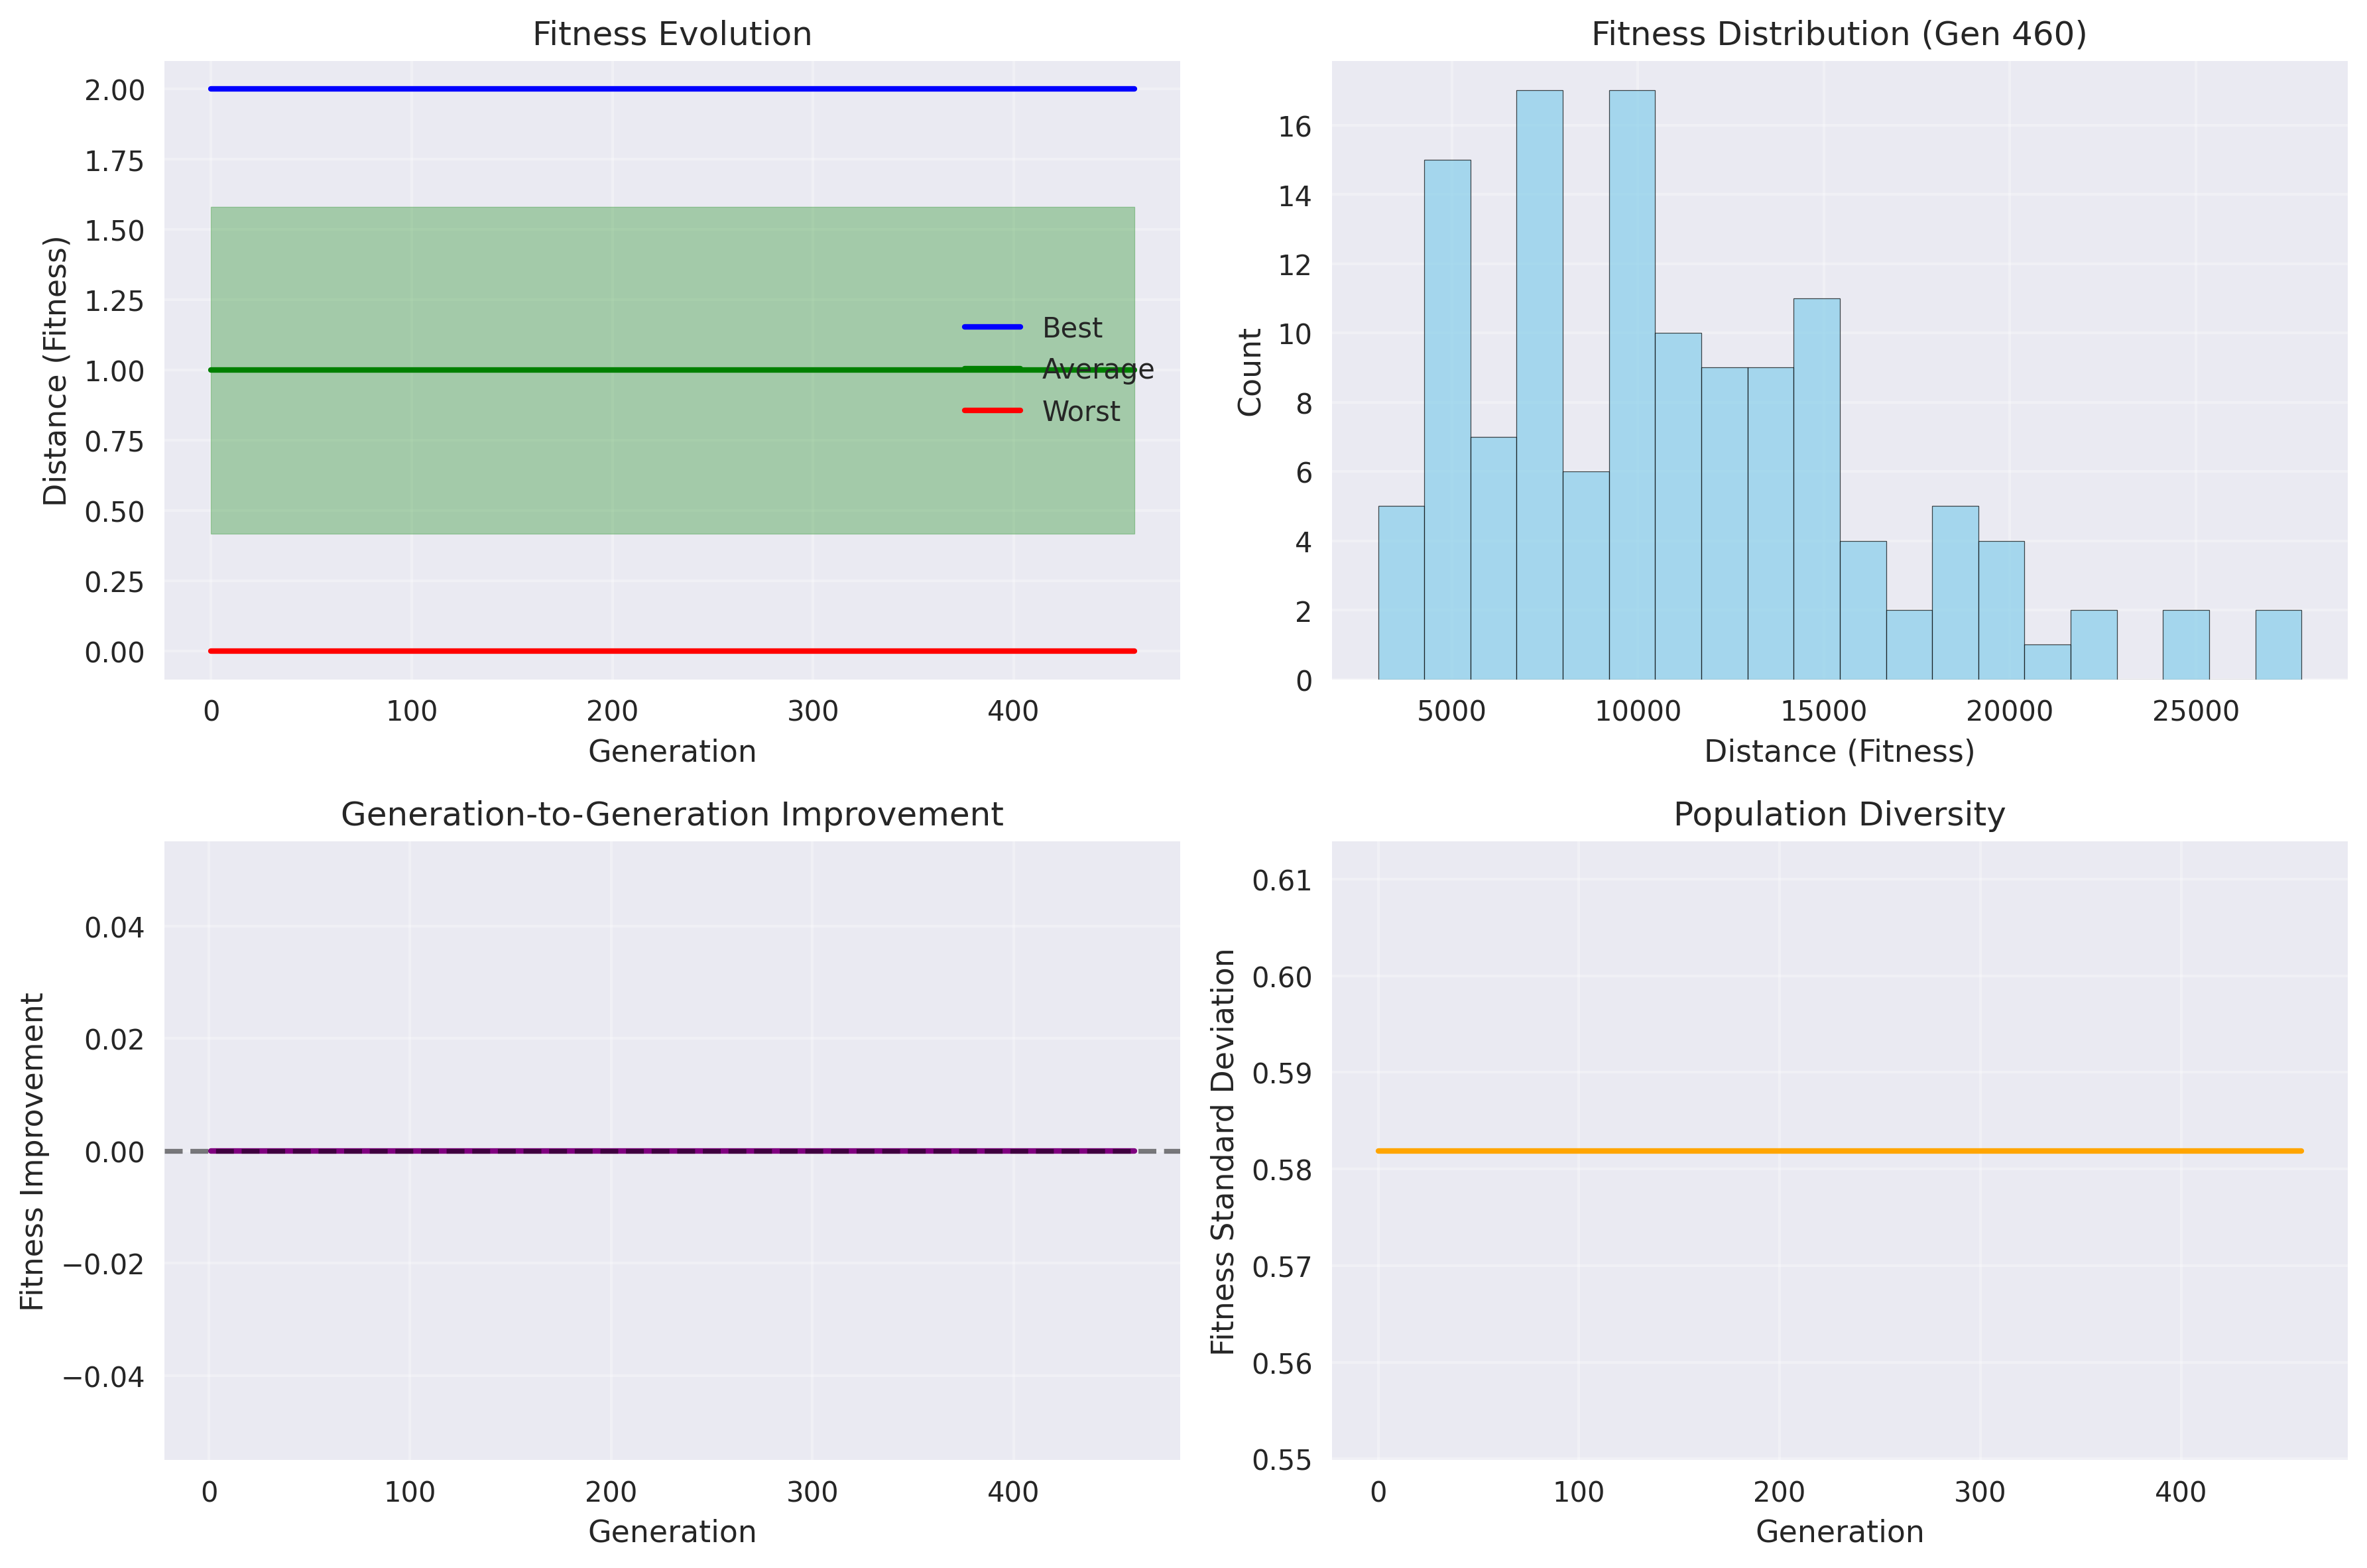 Fitness Evolution
2.00
1.75
1.50
1.25
1.00
0.75
0.50
0.25
0.00
Distance (Fitness)
Best
Average
Worst
0 100 200 300 400
Generation
Fitness Distribution (Gen 460)
16
14
12
10
8
6
4
2
0
Count
5000 10000 15000 20000 25000
Distance (Fitness)
Generation-to-Generation Improvement
0.04
0.02
0.00
−0.02
−0.04
Fitness Improvement
0 100 200 300 400
Generation
Population Diversity
0.61
0.60
0.59
0.58
0.57
0.56
0.55
Fitness Standard Deviation
0 100 200 300 400
Generation